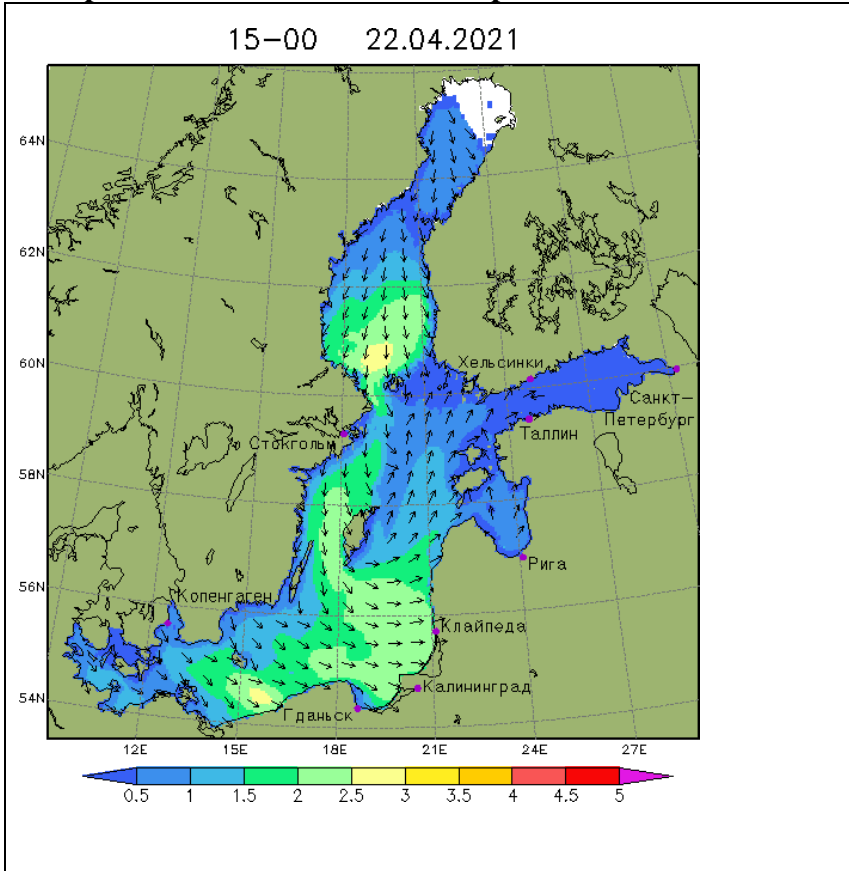 15-00 22.04.2021
64N
62N
60N
58N
56N
54N
Хельсинки
Санкт-
Петербург
Таллин
Стокгольм
Рига
Копенгаген
Клайпеда
Калининград
Гданьск
12E 15E 18E 21E 24E 27E
0.5 1 1.5 2 2.5 3 3.5 4 4.5 5